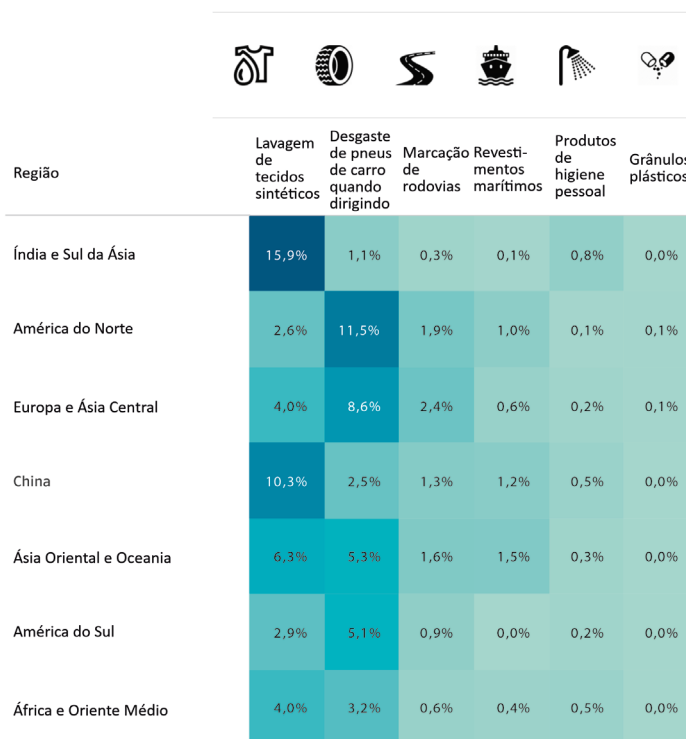 Região
Lavagem
de
tecidos
sintéticos
Desgaste
de pneus
de carro
quando
dirigindo
Marcação
de
rodovias
Revesti-
mentos
marítimos
Produtos
de
higiene
pessoal
Grânulos
plásticos
Índia e Sul da Ásia 15,9% 1,1% 0,3% 0,1% 0,8% 0,0%
América do Norte 2,6% 11,5% 1,9% 1,0% 0,1% 0,1%
Europa e Ásia Central 4,0% 8,6% 2,4% 0,6% 0,2% 0,1%
China 10,3% 2,5% 1,3% 1,2% 0,5% 0,0%
Ásia Oriental e Oceania 6,3% 5,3% 1,6% 1,5% 0,3% 0,0%
América do Sul 2,9% 5,1% 0,9% 0,0% 0,2% 0,0%
África e Oriente Médio 4,0% 3,2% 0,6% 0,4% 0,5% 0,0%